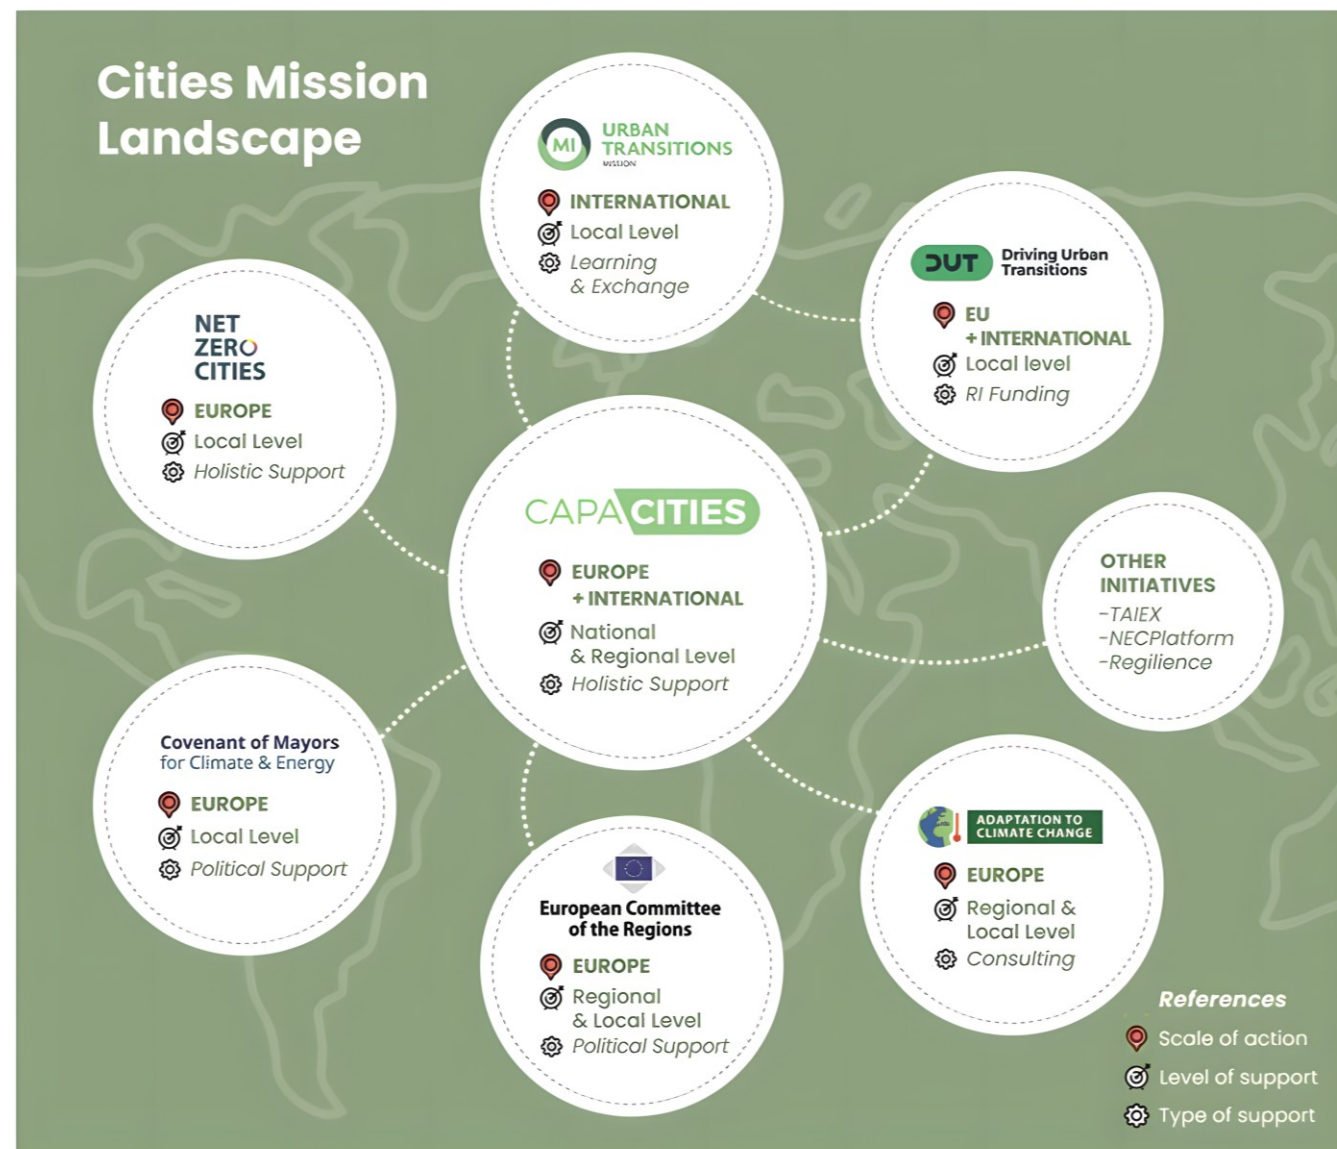 Cities Mission
Landscape
MI
URBAN
TRANSITIONS
MISSION
INTERNATIONAL
Local Level
Learning
& Exchange
DUT
Driving Urban
Transitions
EU
+ INTERNATIONAL
Local level
RI Funding
NET
ZERO
CITIES
EUROPE
Local Level
Holistic Support
CAPACITIES
EUROPE
+ INTERNATIONAL
National
& Regional Level
Holistic Support
OTHER
INITIATIVES
-TAIEX
-NECPlatform
-Regilience
Covenant of Mayors
for Climate & Energy
EUROPE
Local Level
Political Support
European Committee
of the Regions
EUROPE
Regional
& Local Level
Political Support
ADAPTATION TO
CLIMATE CHANGE
EUROPE
Regional &
Local Level
Consulting
References
Scale of action
Level of support
Type of support